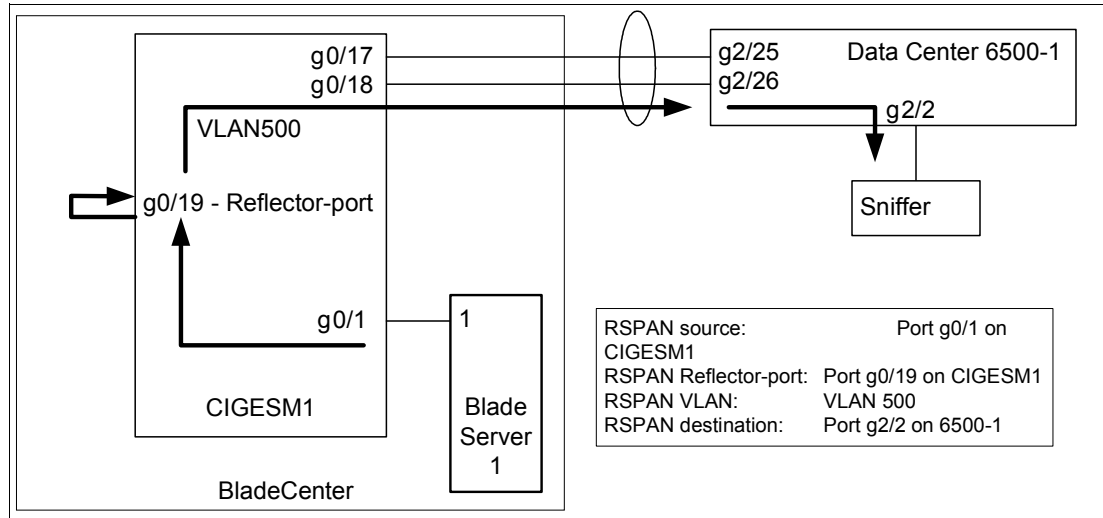 g0/17
g0/18
g2/25
g2/26
Data Center 6500-1
g2/2
VLAN500
g0/19 - Reflector-port
Sniffer
g0/1
1
CIGESM1
Blade
Server
1
BladeCenter
RSPAN source: Port g0/1 on
CIGESM1
RSPAN Reflector-port: Port g0/19 on CIGESM1
RSPAN VLAN: VLAN 500
RSPAN destination: Port g2/2 on 6500-1